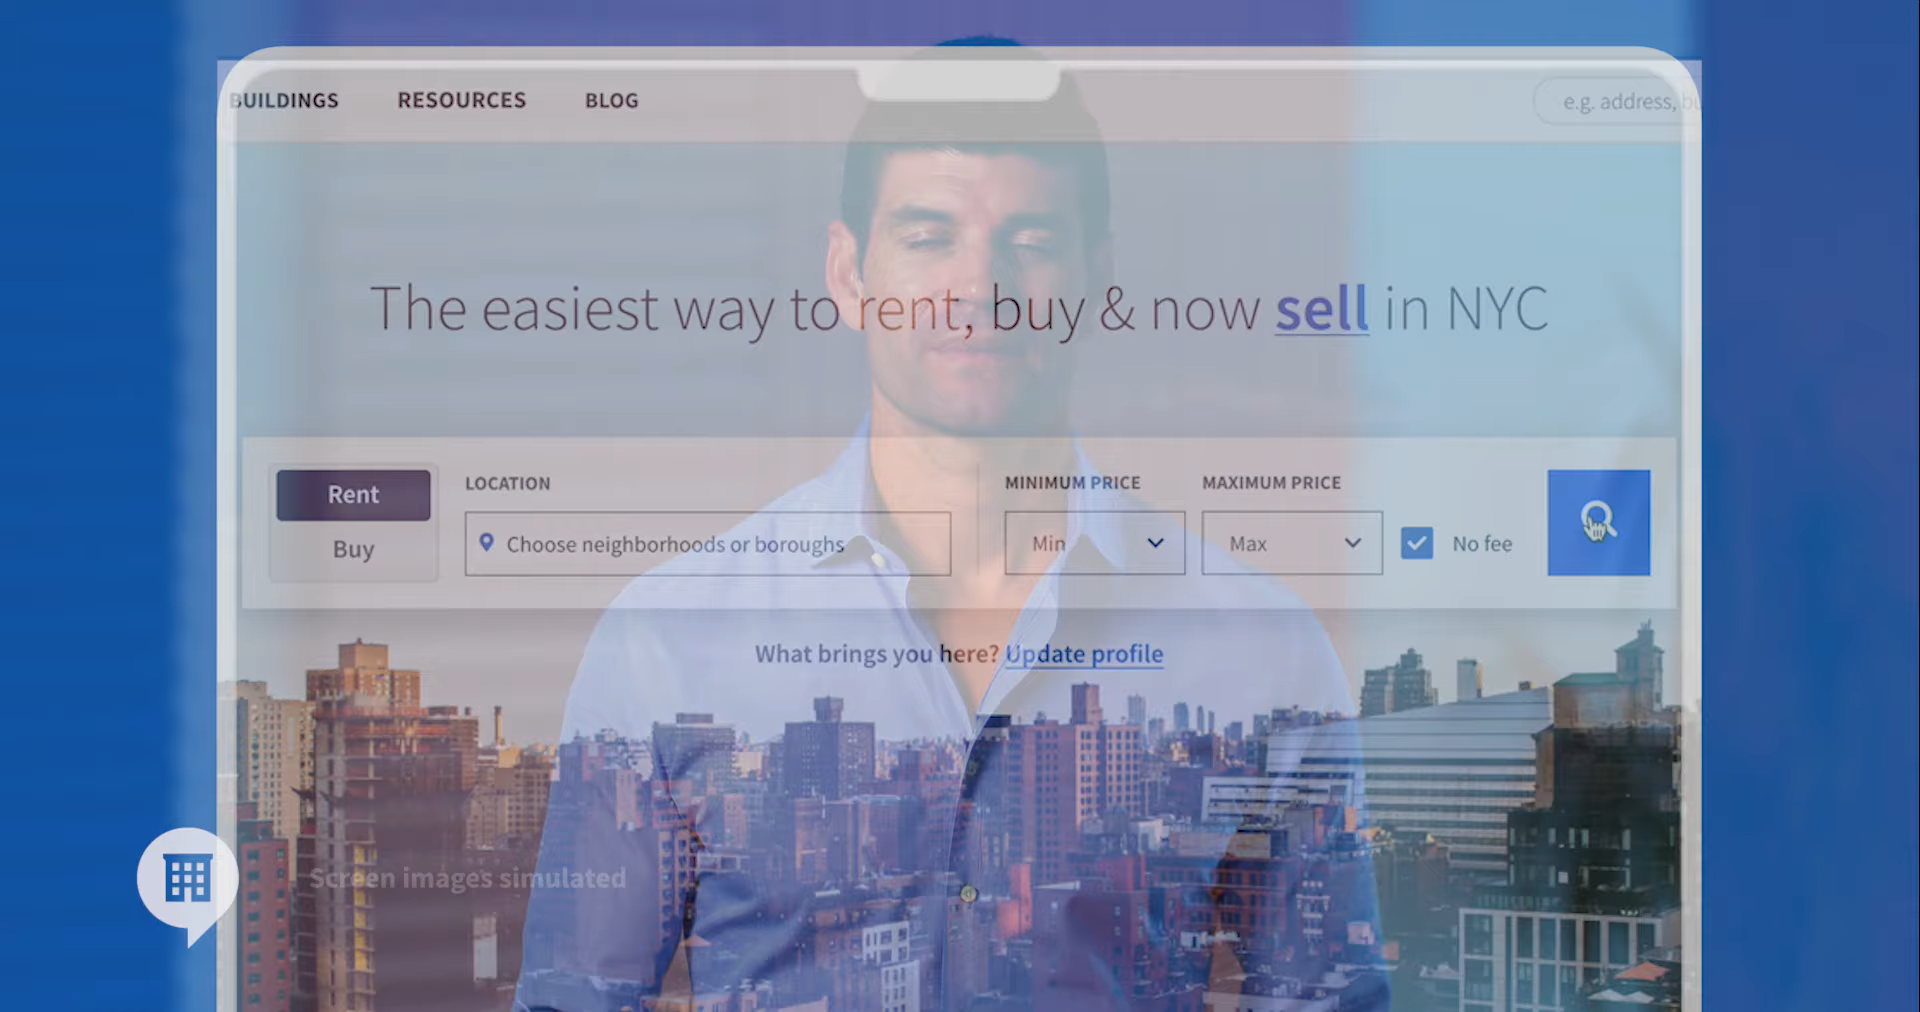 BUILDINGS RESOURCES BLOG
e.g. address,
The easiest way to rent, buy & now sell in NYC
Rent
Buy
LOCATION
Choose neighborhoods or boroughs
MINIMUM PRICE
Min
MAXIMUM PRICE
Max
No fee
What brings you here? Update profile
Screen images simulated